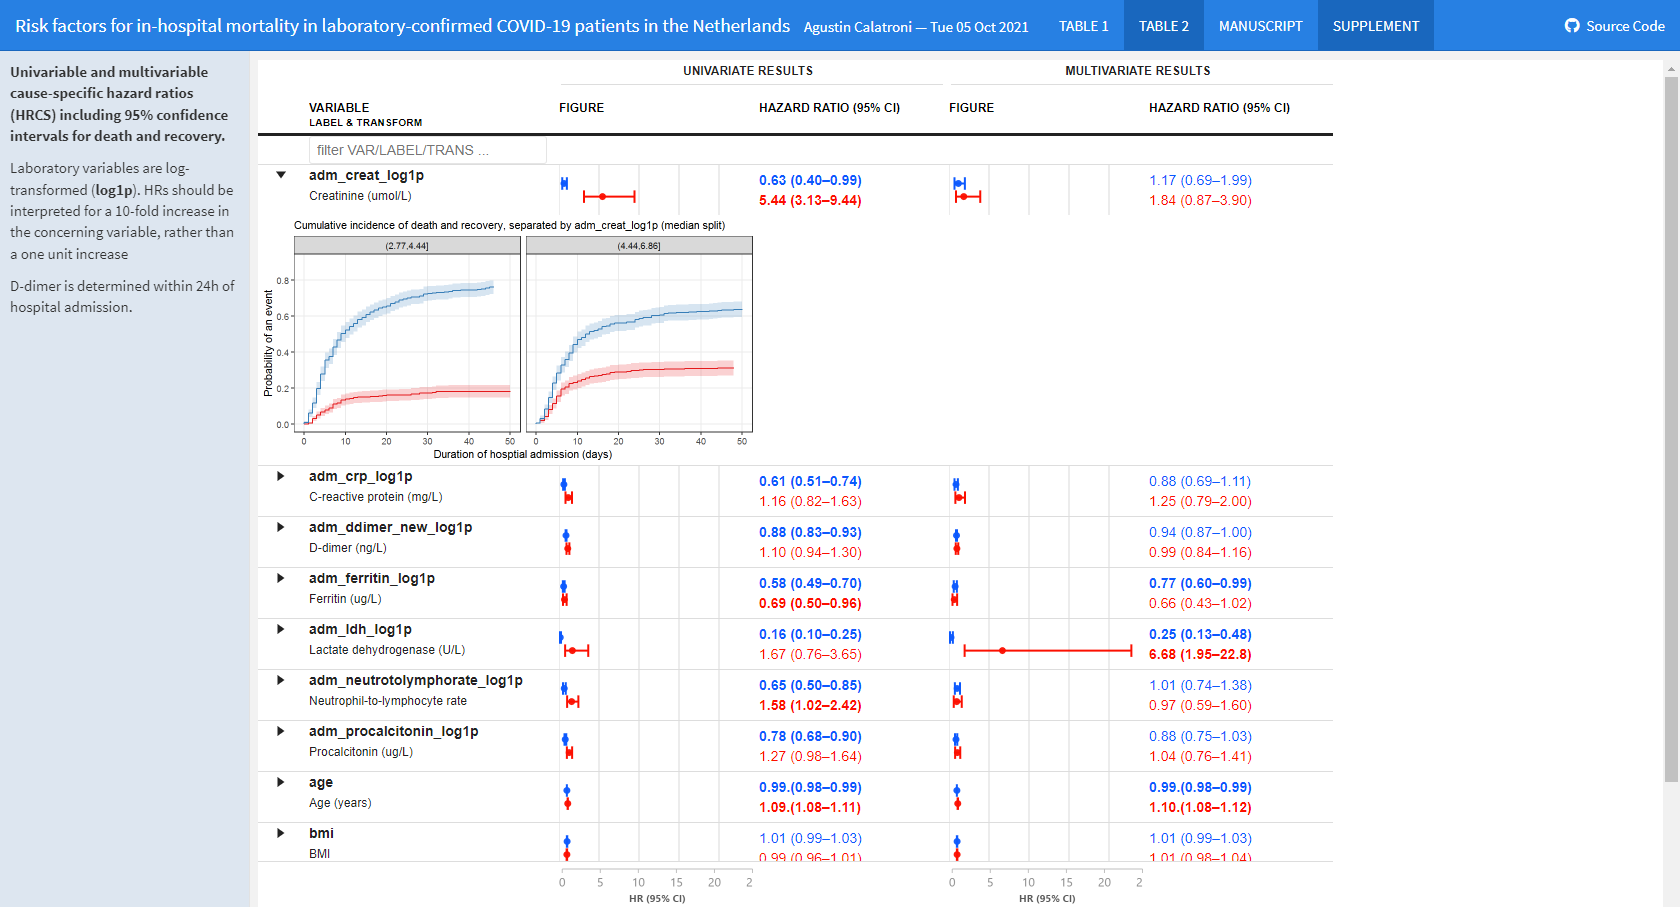 Risk factors for in-hospital mortality in laboratory-confirmed COVID-19 patients in the Netherlands Agustin Calatroni — Tue 05 Oct 2021 TABLE 1 TABLE 2 MANUSCRIPT SUPPLEMENT Source Code
Univariable and multivariable
cause-specific hazard ratios
(HRCS) including 95% confidence
intervals for death and recovery.
Laboratory variables are log-
transformed (log1p). HRs should be
interpreted for a 10-fold increase in
the concerning variable, rather than
a one unit increase
D-dimer is determined within 24h of
hospital admission.
UNIVARIATE RESULTS MULTIVARIATE RESULTS
VARIABLE FIGURE HAZARD RATIO (95% CI) FIGURE HAZARD RATIO (95% CI)
LABEL & TRANSFORM
filter VAR/LABEL/TRANS ...
adm_creat_log1p 0.63 (0.40–0.99) 1.17 (0.69–1.99)
Creatinine (umol/L) 5.44 (3.13–9.44) 1.84 (0.87–3.90)
Cumulative incidence of death and recovery, separated by adm_creat_log1p (median split)
(2.77,4.44] (4.44,6.86]
0.8
0.6
0.4
0.2
0.0
Probability of an event
0 10 20 30 40 50 0 10 20 30 40 50
Duration of hosptial admission (days)
adm_crp_log1p 0.61 (0.51–0.74) 0.88 (0.69–1.11)
C-reactive protein (mg/L) 1.16 (0.82–1.63) 1.25 (0.79–2.00)
adm_ddimer_new_log1p 0.88 (0.83–0.93) 0.94 (0.87–1.00)
D-dimer (ng/L) 1.10 (0.94–1.30) 0.99 (0.84–1.16)
adm_ferritin_log1p 0.58 (0.49–0.70) 0.77 (0.60–0.99)
Ferritin (ug/L) 0.69 (0.50–0.96) 0.66 (0.43–1.02)
adm_ldh_log1p 0.16 (0.10–0.25) 0.25 (0.13–0.48)
Lactate dehydrogenase (U/L) 1.67 (0.76–3.65) 6.68 (1.95–22.8)
adm_neutrotolymphorate_log1p 0.65 (0.50–0.85) 1.01 (0.74–1.38)
Neutrophil-to-lymphocyte rate 1.58 (1.02–2.42) 0.97 (0.59–1.60)
adm_procalcitonin_log1p 0.78 (0.68–0.90) 0.88 (0.75–1.03)
Procalcitonin (ug/L) 1.27 (0.98–1.64) 1.04 (0.76–1.41)
age 0.99.(0.98–0.99) 0.99.(0.98–0.99)
Age (years) 1.09.(1.08–1.11) 1.10.(1.08–1.12)
bmi 1.01 (0.99–1.03) 1.01 (0.99–1.03)
BMI 0.99 (0.96–1.01) 1.01 (0.98–1.04)
0 5 10 15 20 2 0 5 10 15 20 2
HR (95% CI) HR (95% CI)